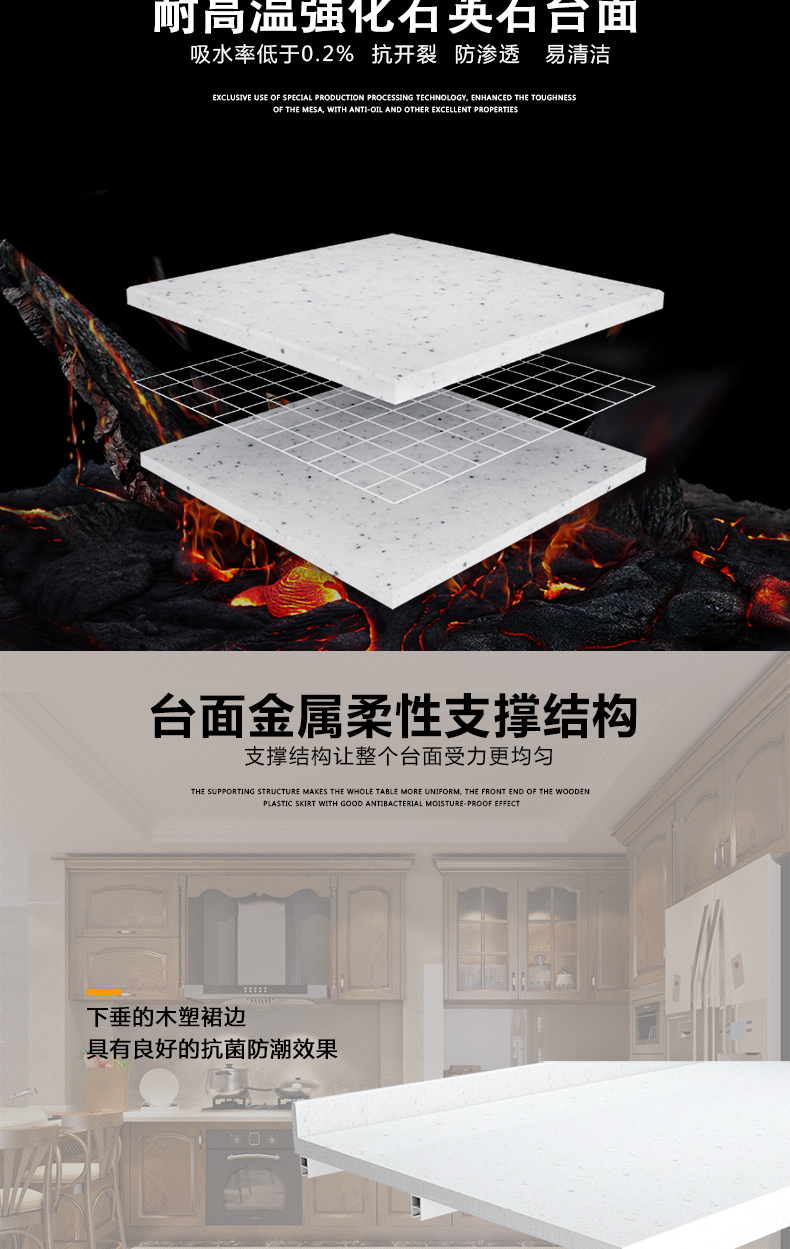 耐高温强化石英石台面
吸水率低于0.2% 抗开裂 防渗透 易清洁
EXCLUSIVE USE OF SPECIAL PRODUCTION PROCESSING TECHNOLOGY, ENHANCED THE TOUGHNESS
OF THE MESA, WITH ANTI-OIL AND OTHER EXCELLENT PROPERTIES
台面金属柔性支撑结构
支撑结构让整个台面受力更均匀
THE SUPPORTING STRUCTURE MAKES THE WHOLE TABLE MORE UNIFORM, THE FRONT END OF THE WOODEN
PLASTIC SKIRT WITH GOOD ANTIBACTERIAL MOISTURE-PROOF EFFECT
下垂的木塑裙边
具有良好的抗菌防潮效果